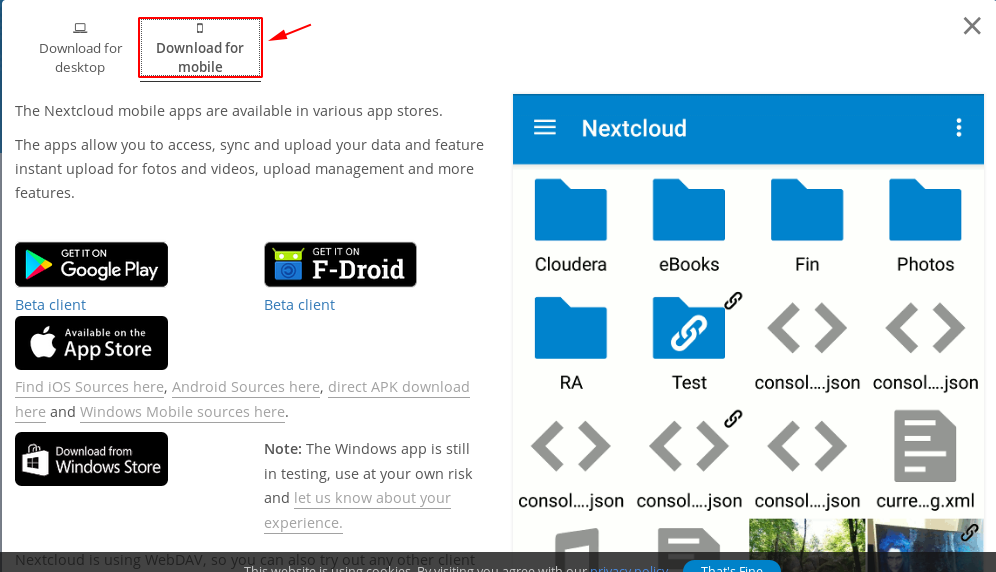 Download for
desktop
Download for
mobile
The Nextcloud mobile apps are available in various app stores.
The apps allow you to access, sync and upload your data and feature
instant upload for fotos and videos, upload management and more
features.
GET IT ON
Google Play
GET IT ON
F-Droid
Beta client
Beta client
Available on the
App Store
Find iOS Sources here, Android Sources here, direct APK download
here and Windows Mobile sources here.
Download from
Windows Store
Note: The Windows app is still
in testing, use at your own risk
and let us know about your
experience.
Nextcloud is using WebDAV, so you can also try out any other client
This website is using cookies. By visiting you agree with our privacy policy.
That's Fine
Nextcloud
Cloudera
eBooks
Fin
Photos
RA
Test
consol....json
consol....json
consol....json
consol....json
consol....json
curre...g.xml